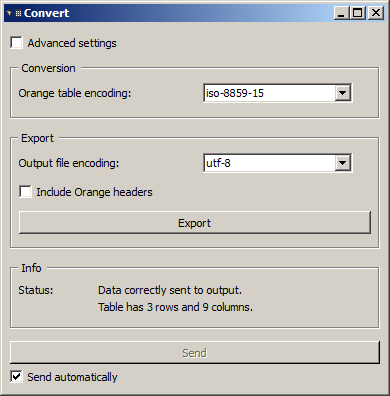 Convert
Advanced settings
Conversion
Orange table encoding: iso-8859-15
Export
Output file encoding: utf-8
Include Orange headers
Export
Info
Status: Data correctly sent to output.
Table has 3 rows and 9 columns.
Send
Send automatically